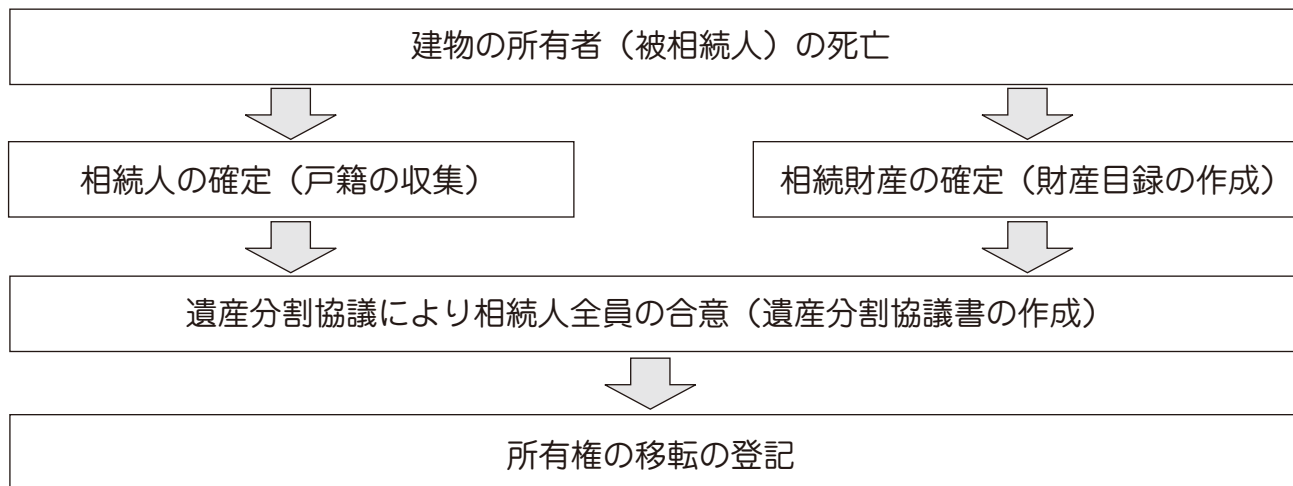 建物の所有者（被相続人）の死亡
相続人の確定（戸籍の収集）
相続財産の確定（財産目録の作成）
遺産分割協議により相続人全員の合意（遺産分割協議書の作成）
所有権の移転の登記